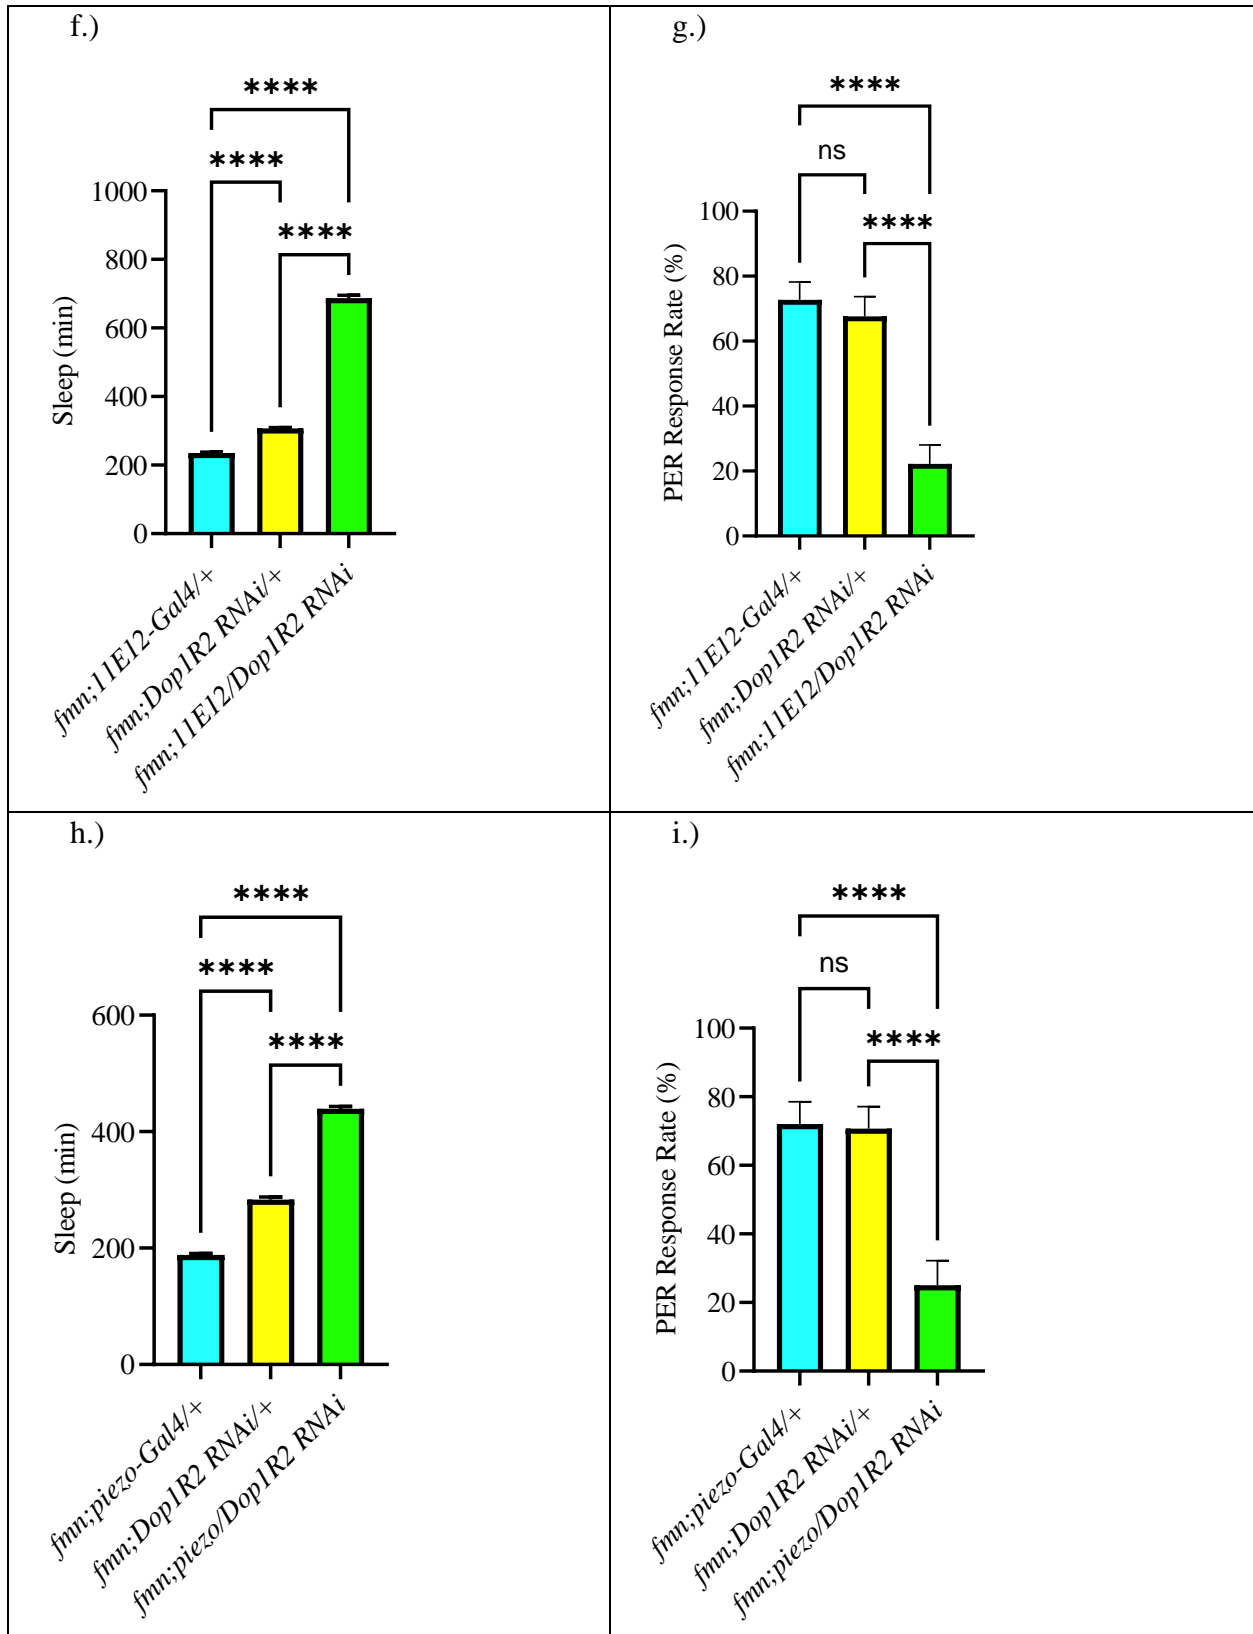 f.)
****
****
****
1000
800
600
400
200
0
Sleep (min)
fmn;11E12-Gal4/+
fmn;Dop1R2 RNAi/+
fmn;11E12/Dop1R2 RNAi
g.)
****
ns
****
100
80
60
40
20
0
PER Response Rate (%)
fmn;11E12-Gal4/+
fmn;Dop1R2 RNAi/+
fmn;11E12/Dop1R2 RNAi
h.)
****
****
****
600
400
200
0
Sleep (min)
fmn;piezo-Gal4/+
fmn;Dop1R2 RNAi/+
fmn;piezo/Dop1R2 RNAi
i.)
****
ns
****
100
80
60
40
20
0
PER Response Rate (%)
fmn;piezo-Gal4/+
fmn;Dop1R2 RNAi/+
fmn;piezo/Dop1R2 RNAi